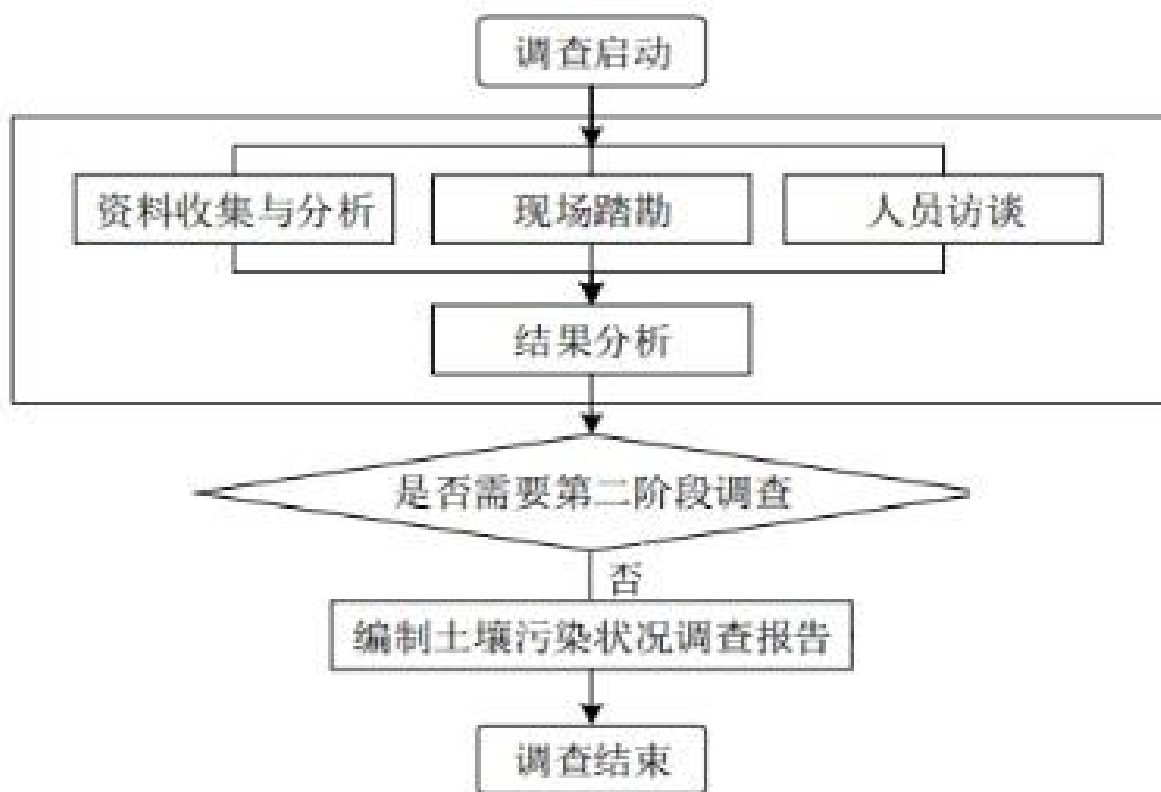 调查启动
资料收集与分析
现场踏勘
人员访谈
结果分析
是否需要第二阶段调查
否
编制土壤污染状况调查报告
调查结束